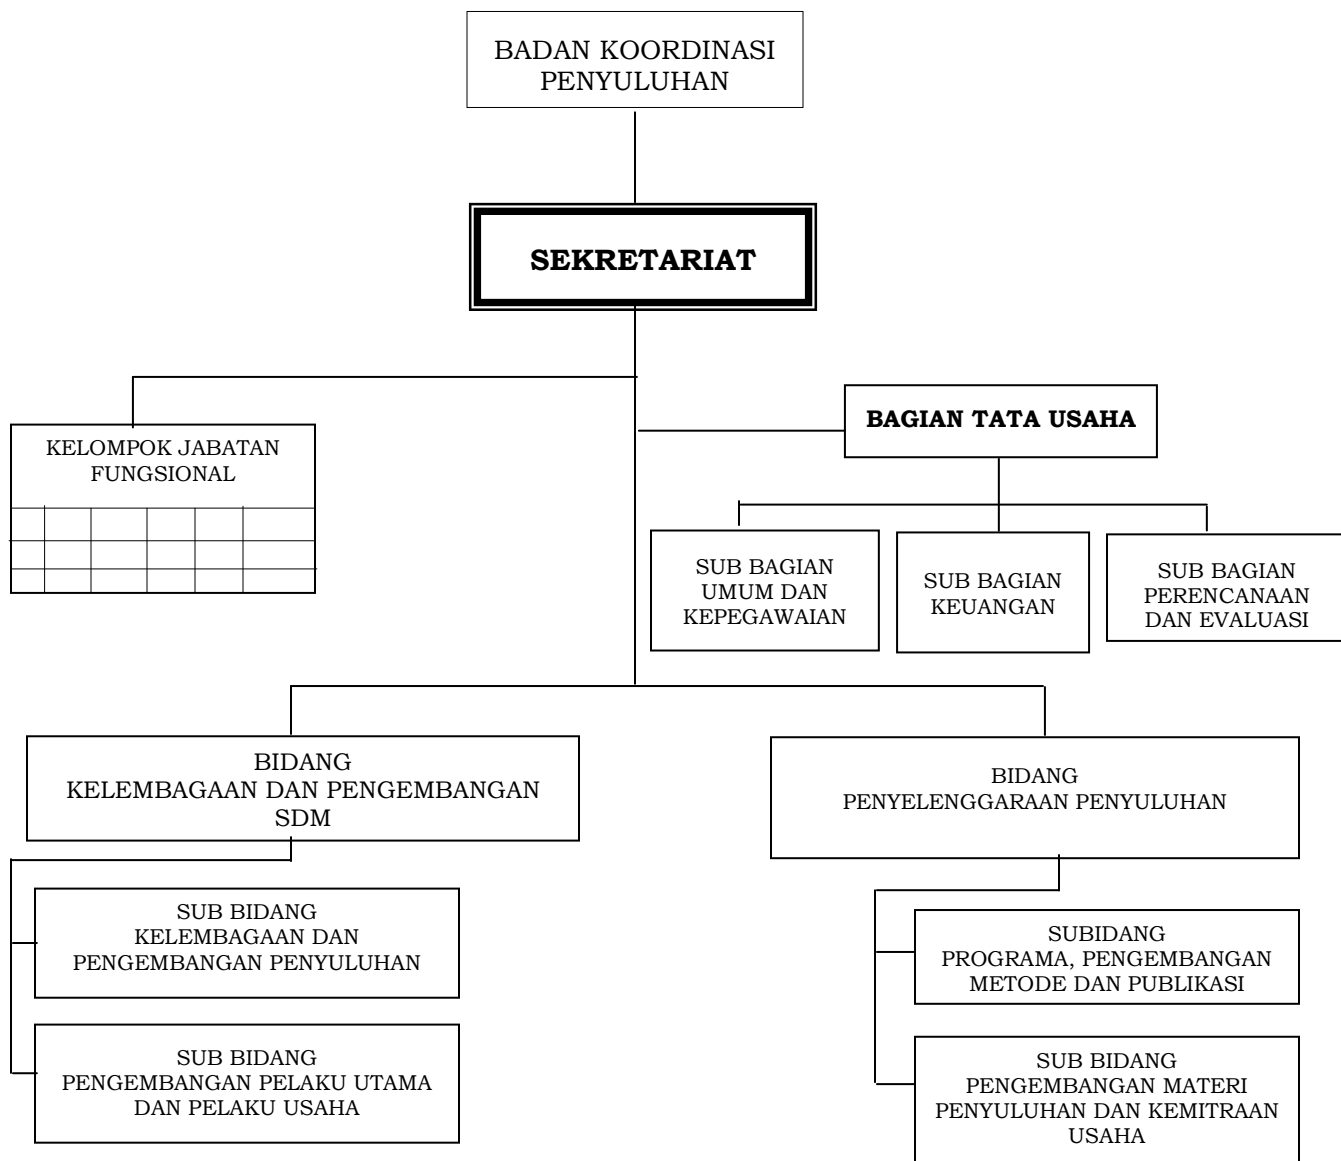 BADAN KOORDINASI
PENYULUHAN
SEKRETARIAT
KELOMPOK JABATAN
FUNGSIONAL
BAGIAN TATA USAHA
SUB BAGIAN
UMUM DAN
KEPEGAWAIAN
SUB BAGIAN
KEUANGAN
SUB BAGIAN
PERENCANAAN
DAN EVALUASI
BIDANG
KELEMBAGAAN DAN PENGEMBANGAN
SDM
BIDANG
PENYELENGGARAAN PENYULUHAN
SUB BIDANG
KELEMBAGAAN DAN
PENGEMBANGAN PENYULUHAN
SUB BIDANG
PENGEMBANGAN PELAKU UTAMA
DAN PELAKU USAHA
SUBIDANG
PROGRAMA, PENGEMBANGAN
METODE DAN PUBLIKASI
SUB BIDANG
PENGEMBANGAN MATERI
PENYULUHAN DAN KEMITRAAN
USAHA